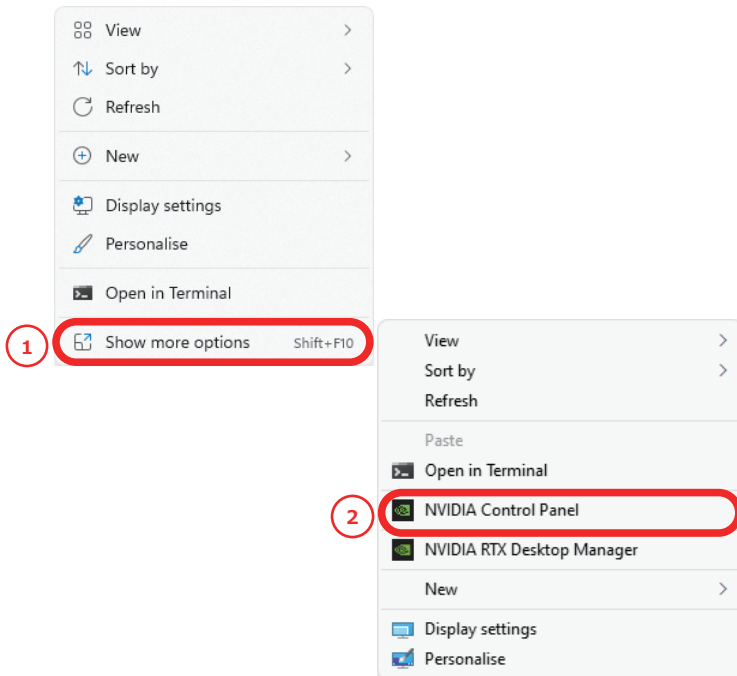 View
Sort by
Refresh
New
Display settings
Personalise
Open in Terminal
1
Show more options Shift+F10
View
Sort by
Refresh
Paste
Open in Terminal
2
NVIDIA Control Panel
NVIDIA RTX Desktop Manager
New
Display settings
Personalise